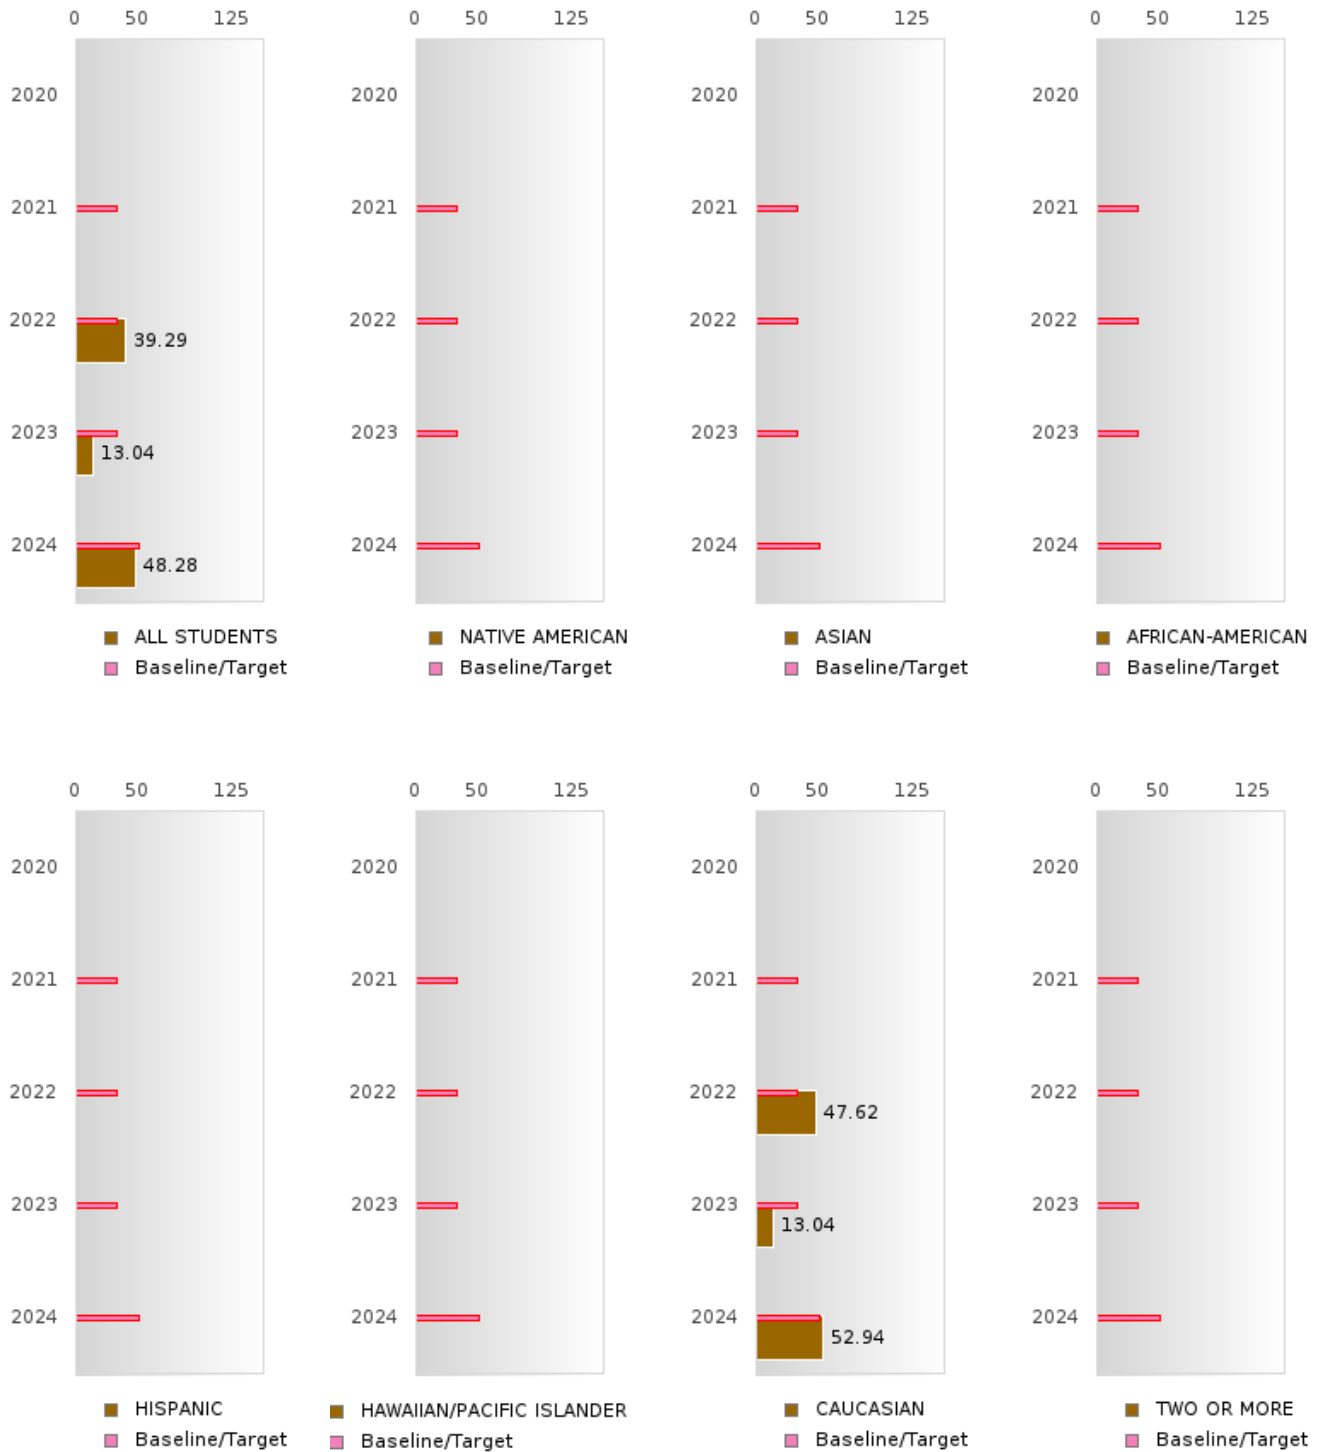 0 50 125 0 50 125 0 50 125 0 50 125
2020 2020 2020 2020
2021 2021 2021 2021
2022 39.29 2022 2022 2022
2023 13.04 2023 2023 2023
2024 48.28 2024 2024 2024
ALL STUDENTS NATIVE AMERICAN ASIAN AFRICAN-AMERICAN
Baseline/Target Baseline/Target Baseline/Target Baseline/Target
0 50 125 0 50 125 0 50 125 0 50 125
2020 2020 2020 2020
2021 2021 2021 2021
2022 2022 2022 47.62 2022
2023 2023 2023 13.04 2023
2024 2024 2024 52.94 2024
HISPANIC HAWAIIAN/PACIFIC ISLANDER CAUCASIAN TWO OR MORE
Baseline/Target Baseline/Target Baseline/Target Baseline/Target